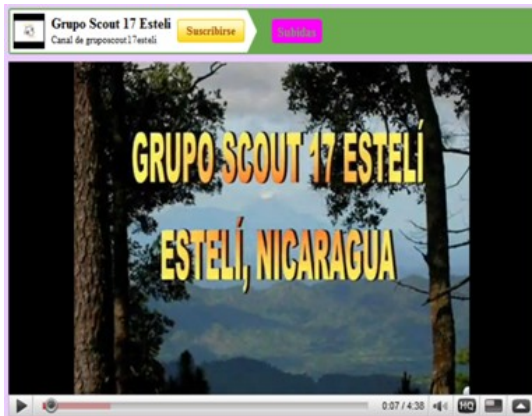 Grupo Scout 17 Esteli
Canal de gruposcout17esteli
Suscribirse
Subidas
GRUPO SCOUT 17 ESTELÍ
ESTELÍ, NICARAGUA
0:07 / 4:38
HQ